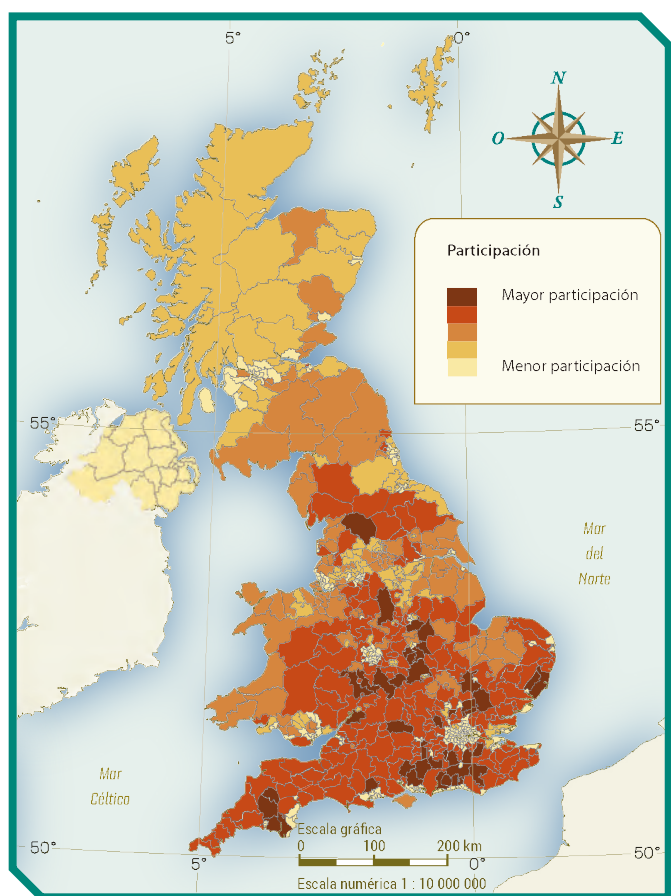 5°
0°
N
O
E
S
Participación
Mayor participación
Menor participación
55°
55°
Mar
del
Norte
Mar
Céltico
50°
5°
0°
50°
Escala gráfica
0 100 200 km
Escala numérica 1 : 10 000 000